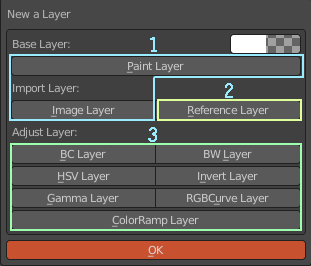 New a Layer
Base Layer:
1
Paint Layer
Import Layer:
2
Image Layer Reference Layer
Adjust Layer:
3
BC Layer BW Layer
HSV Layer Invert Layer
Gamma Layer RGBCurve Layer
ColorRamp Layer
OK